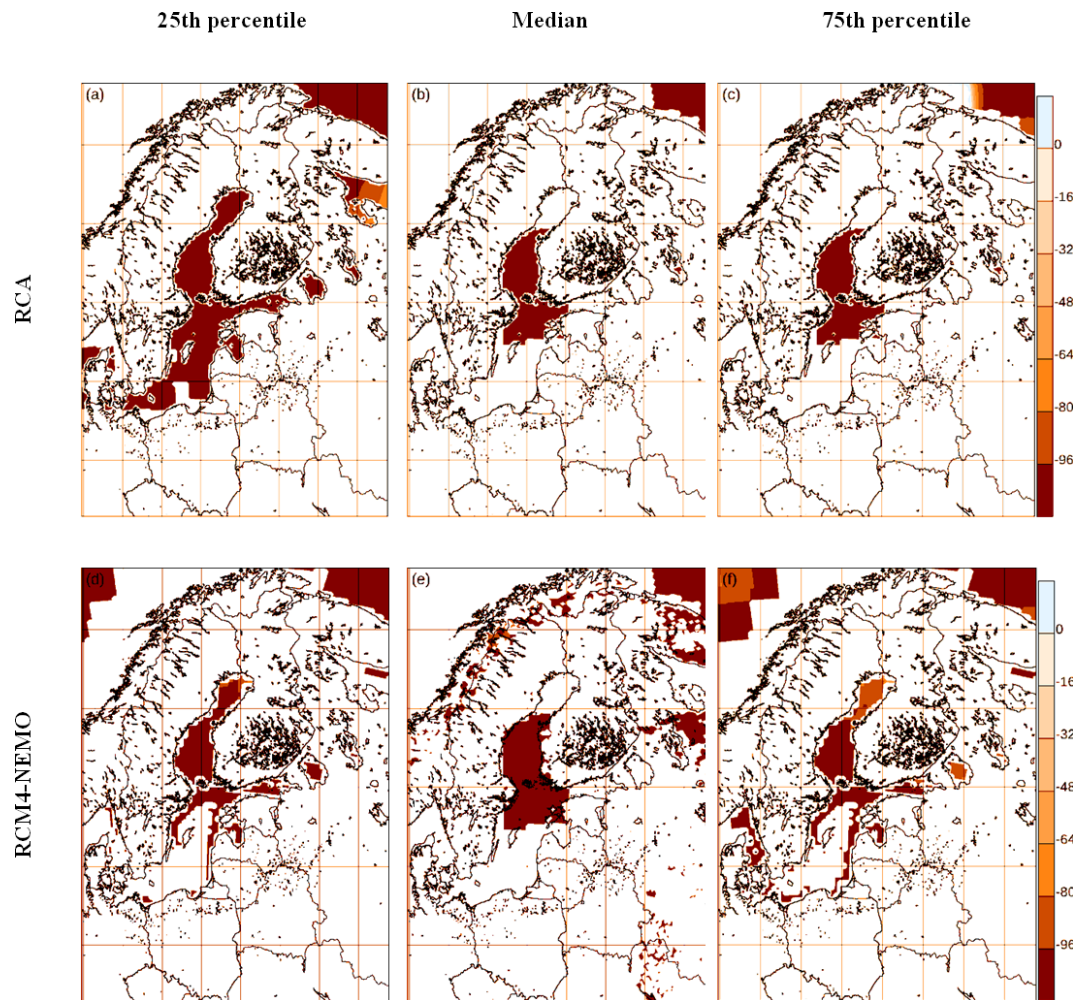 25th percentile Median 75th percentile
RCA
(a) (b) (c)
0
-16
-32
-48
-64
-80
-96
RCM4-NEMO
(d) (e) (f)
0
-16
-32
-48
-64
-80
-96